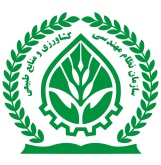 سازمان نظام مهندسی
کشاورزی و منابع طبیعی